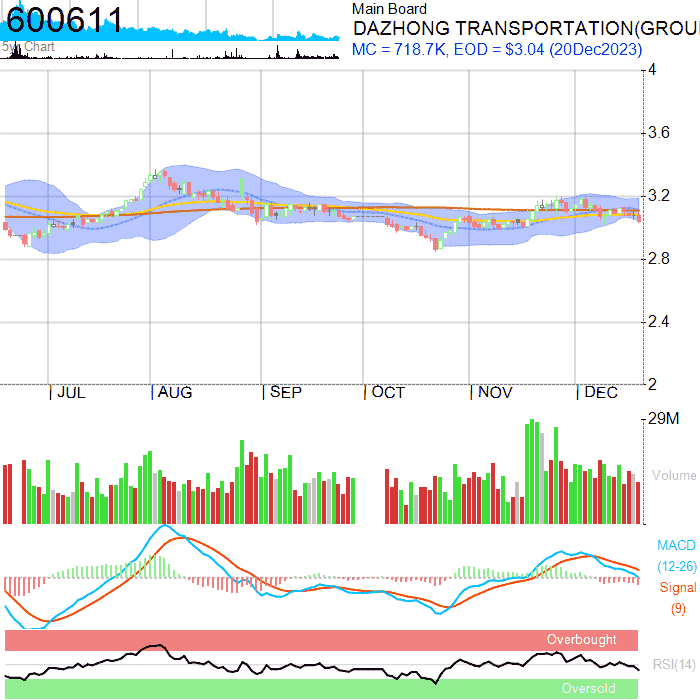 600611
5yr Chart
Main Board
DAZHONG TRANSPORTATION(GROU
MC = 718.7K, EOD = $3.04 (20Dec2023)
4
3.6
3.2
2.8
2.4
2
JUL AUG SEP OCT NOV DEC
29M
Volume
MACD
(12-26)
Signal
(9)
Overbought
RSI(14)
Oversold